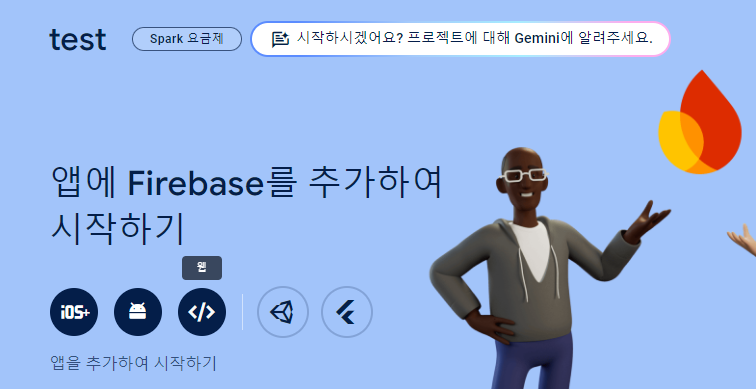 test
Spark 요금제
시작하시겠어요? 프로젝트에 대해 Gemini에 알려주세요.
앱에 Firebase를 추가하여
시작하기
웹
iOS+
앱을 추가하여 시작하기